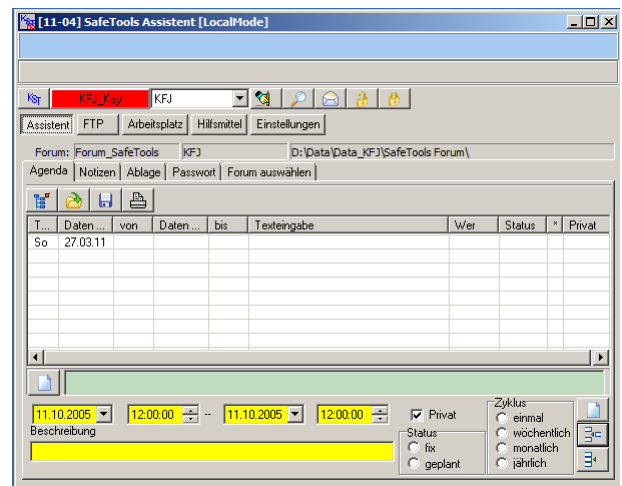 [11-04] SafeTools Assistent [LocalMode]
KST KFJ_Key KFJ
Assistent FTP Arbeitsplatz Hilfsmittel Einstellungen
Forum: Forum_SafeTools KFJ D:\Data\Data_KFJ\SafeTools Forum\
Agenda Notizen Ablage Passwort Forum auswählen
T... Daten ... von Daten ... bis Texteingabe Wer Status * Privat
So 27.03.11
11.10.2005 12:00:00 -- 11.10.2005 12:00:00 Privat
Beschreibung
Status
fix
geplant
Zyklus
einmal
wöchentlich
monatlich
jährlich